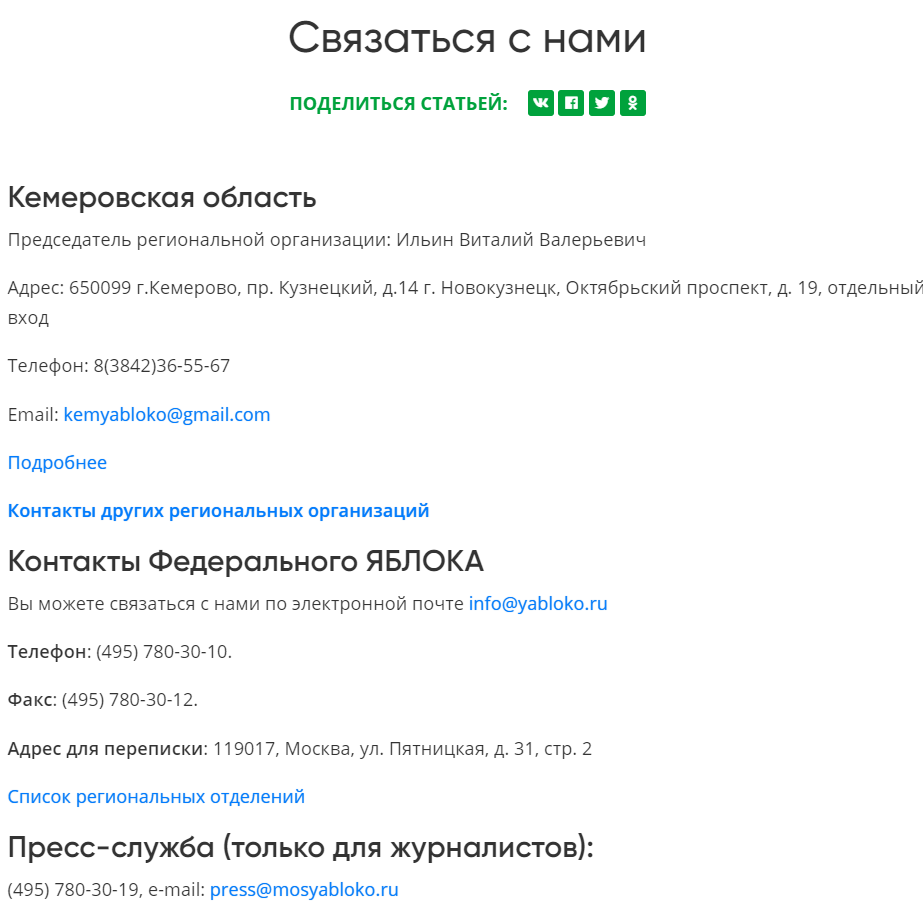 Связаться с нами
ПОДЕЛИТЬСЯ СТАТЬЕЙ:
Кемеровская область
Председатель региональной организации: Ильин Виталий Валерьевич
Адрес: 650099 г.Кемерово, пр. Кузнецкий, д.14 г. Новокузнецк, Октябрьский проспект, д. 19, отдельный
вход
Телефон: 8(3842)36-55-67
Email: kemyabloko@gmail.com
Подробнее
Контакты других региональных организаций
Контакты Федерального ЯБЛОКА
Вы можете связаться с нами по электронной почте info@yabloko.ru
Телефон: (495) 780-30-10.
Факс: (495) 780-30-12.
Адрес для переписки: 119017, Москва, ул. Пятницкая, д. 31, стр. 2
Список региональных отделений
Пресс-служба (только для журналистов):
(495) 780-30-19, e-mail: press@mosyabloko.ru